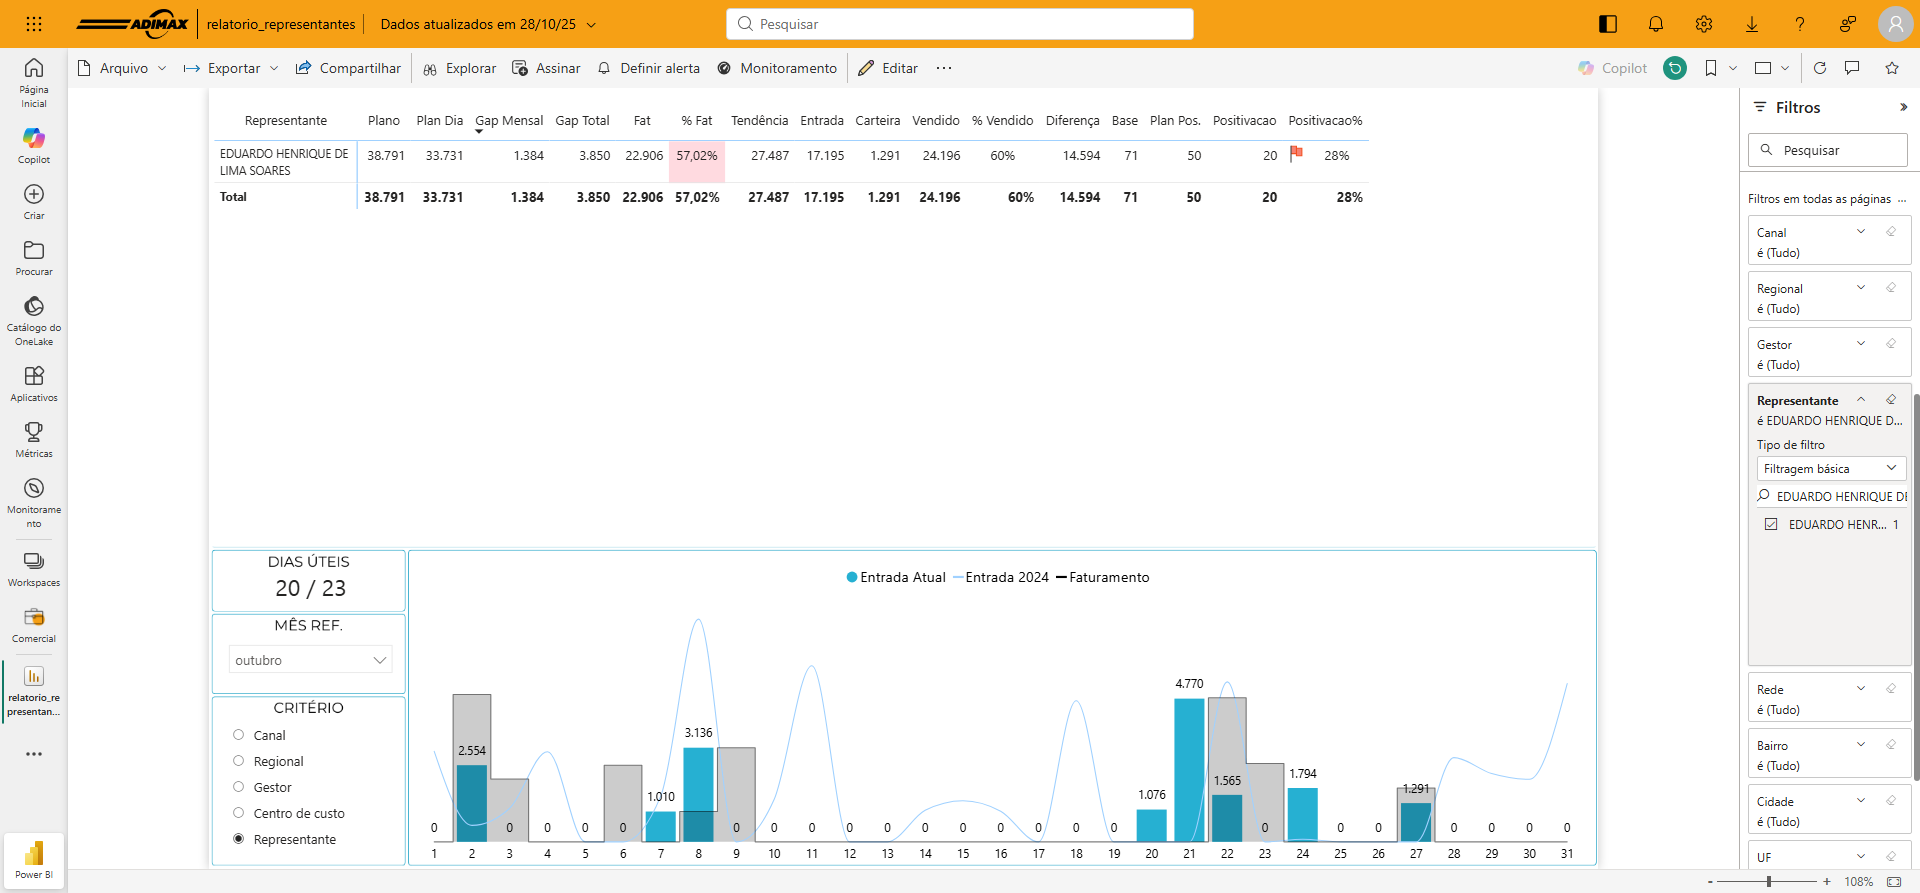 ADIMAX
relatorio_representantes
Dados atualizados em 28/10/25
Pesquisar
Arquivo
Exportar
Compartilhar
Explorar
Assinar
Definir alerta
Monitoramento
Editar
...
Copilot
Página Inicial
Copilot
Criar
Procurar
Catálogo do OneLake
Aplicativos
Métricas
Monitoramento
Workspaces
Comercial
relatorio_representan...
...
Power BI
Representante Plano Plan Dia Gap Mensal Gap Total Fat % Fat Tendência Entrada Carteira Vendido % Vendido Diferença Base Plan Pos. Positivacao Positivacao%
EDUARDO HENRIQUE DE LIMA SOARES 38.791 33.731 1.384 3.850 22.906 57,02% 27.487 17.195 1.291 24.196 60% 14.594 71 50 20 28%
Total 38.791 33.731 1.384 3.850 22.906 57,02% 27.487 17.195 1.291 24.196 60% 14.594 71 50 20 28%
DIAS ÚTEIS
20 / 23
MÊS REF.
outubro
CRITÉRIO
Canal
Regional
Gestor
Centro de custo
Representante
Entrada Atual Entrada 2024 Faturamento
0 2.554 0 0 0 0 1.010 3.136 0 0 0 0 0 0 0 0 0 0 0 1.076 4.770 1.565 0 1.794 0 0 1.291 0 0 0 0
1 2 3 4 5 6 7 8 9 10 11 12 13 14 15 16 17 18 19 20 21 22 23 24 25 26 27 28 29 30 31
Filtros
Pesquisar
Filtros em todas as páginas ...
Canal
é (Tudo)
Regional
é (Tudo)
Gestor
é (Tudo)
Representante
é EDUARDO HENRIQUE D...
Tipo de filtro
Filtragem básica
EDUARDO HENRIQUE DE
EDUARDO HENR... 1
Rede
é (Tudo)
Bairro
é (Tudo)
Cidade
é (Tudo)
UF
- + 108%